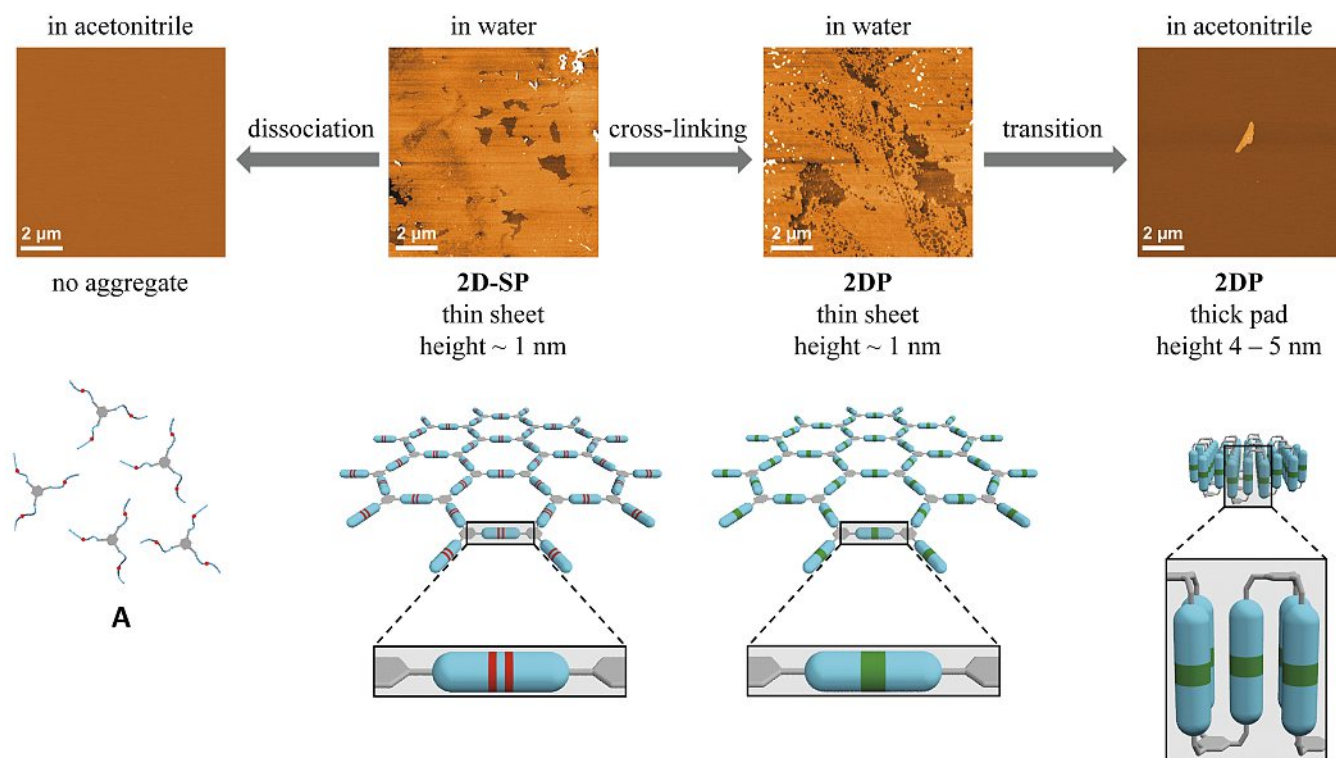 in acetonitrile
in water
in water
in acetonitrile
dissociation
cross-linking
transition
2 µm
2 µm
2 µm
2 µm
no aggregate
2D-SP
thin sheet
height ~ 1 nm
2DP
thin sheet
height ~ 1 nm
2DP
thick pad
height 4 – 5 nm
A